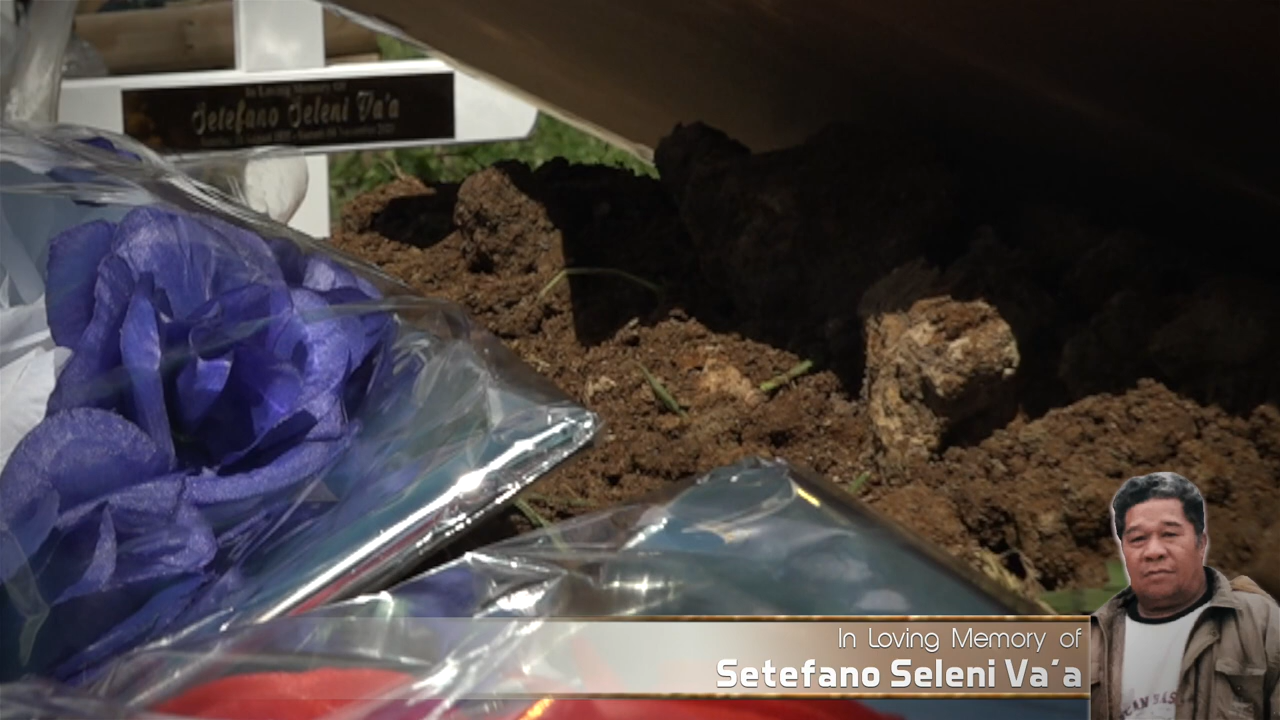 In Loving Memory Of
Setefano Seleni Va'a
In Loving Memory of
Setefano Seleni Va'a